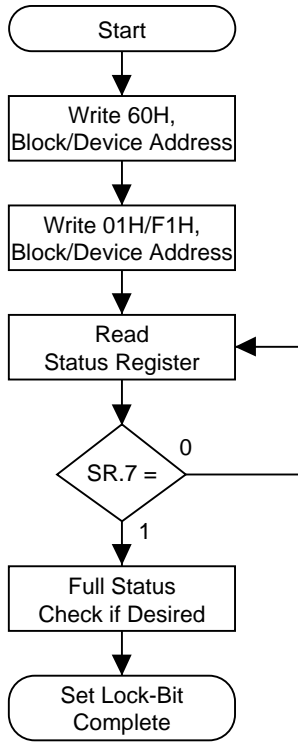 Start
Write 60H,
Block/Device Address
Write 01H/F1H,
Block/Device Address
Read
Status Register
SR.7 =
0
1
Full Status
Check if Desired
Set Lock-Bit
Complete